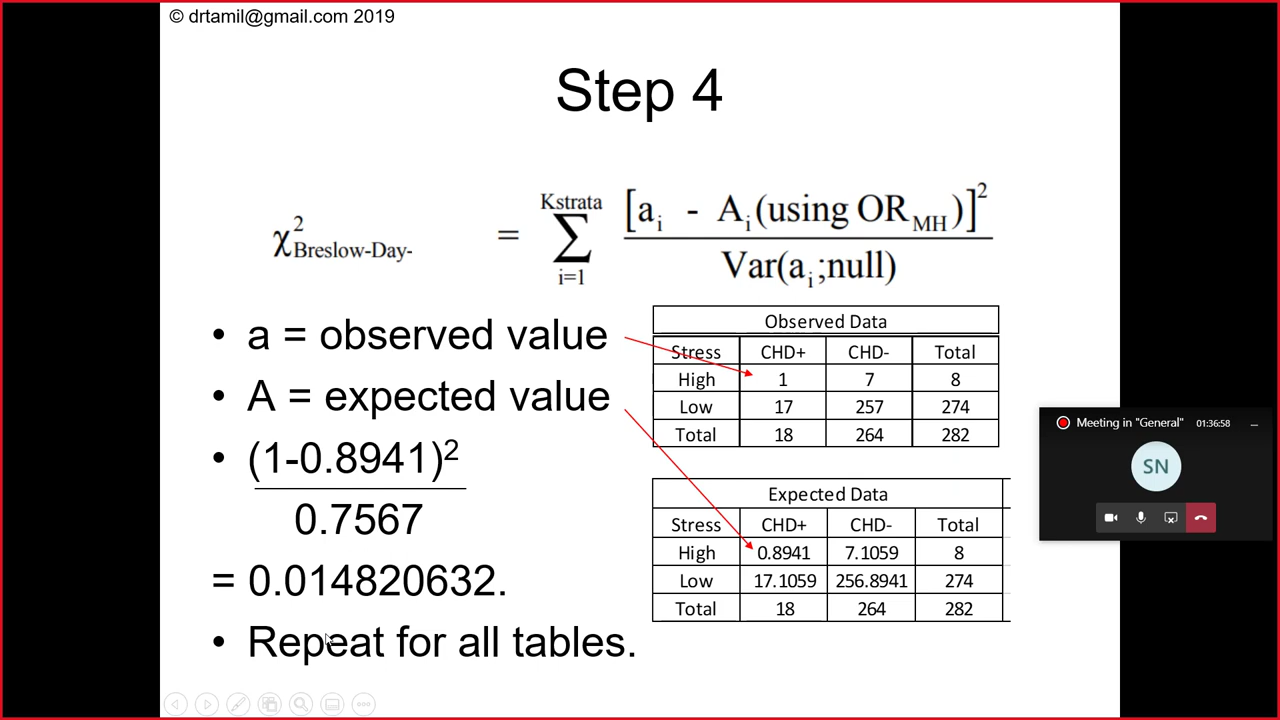 © drtamil@gmail.com 2019
Step 4
χ²Breslow-Day- = Kstrata Σ i=1 [aᵢ - Aᵢ(using OR MH)]² / Var(aᵢ;null)
• a = observed value
• A = expected value
• (1-0.8941)²
0.7567
= 0.014820632.
• Repeat for all tables.
Observed Data
Stress CHD+ CHD- Total
High 1 7 8
Low 17 257 274
Total 18 264 282
Expected Data
Stress CHD+ CHD- Total
High 0.8941 7.1059 8
Low 17.1059 256.8941 274
Total 18 264 282
Meeting in "General" 01:36:58
SN